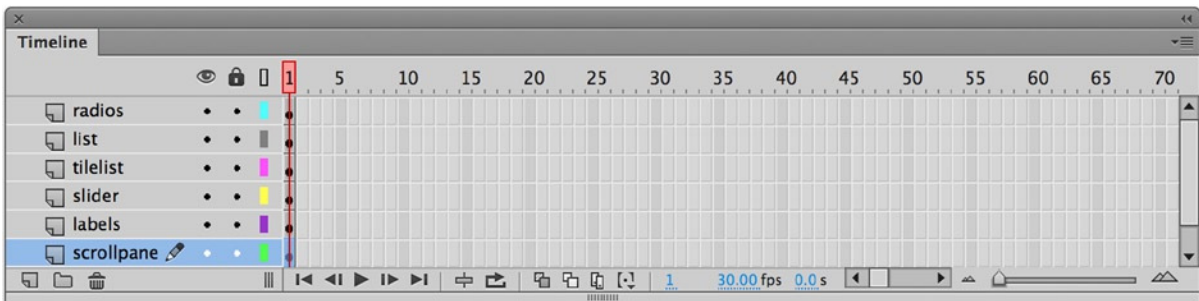 Timeline
1 5 10 15 20 25 30 35 40 45 50 55 60 65 70
radios
list
tilelist
slider
labels
scrollpane
1 30.00 fps 0.0 s